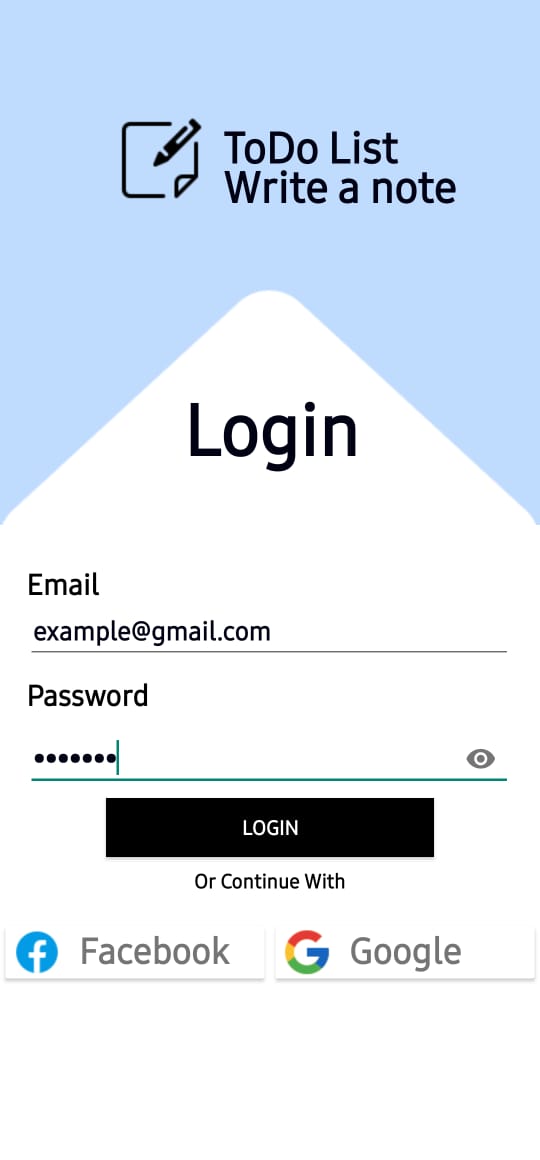 ToDo List
Write a note
Login
Email
example@gmail.com
Password
•••••••
LOGIN
Or Continue With
Facebook
Google